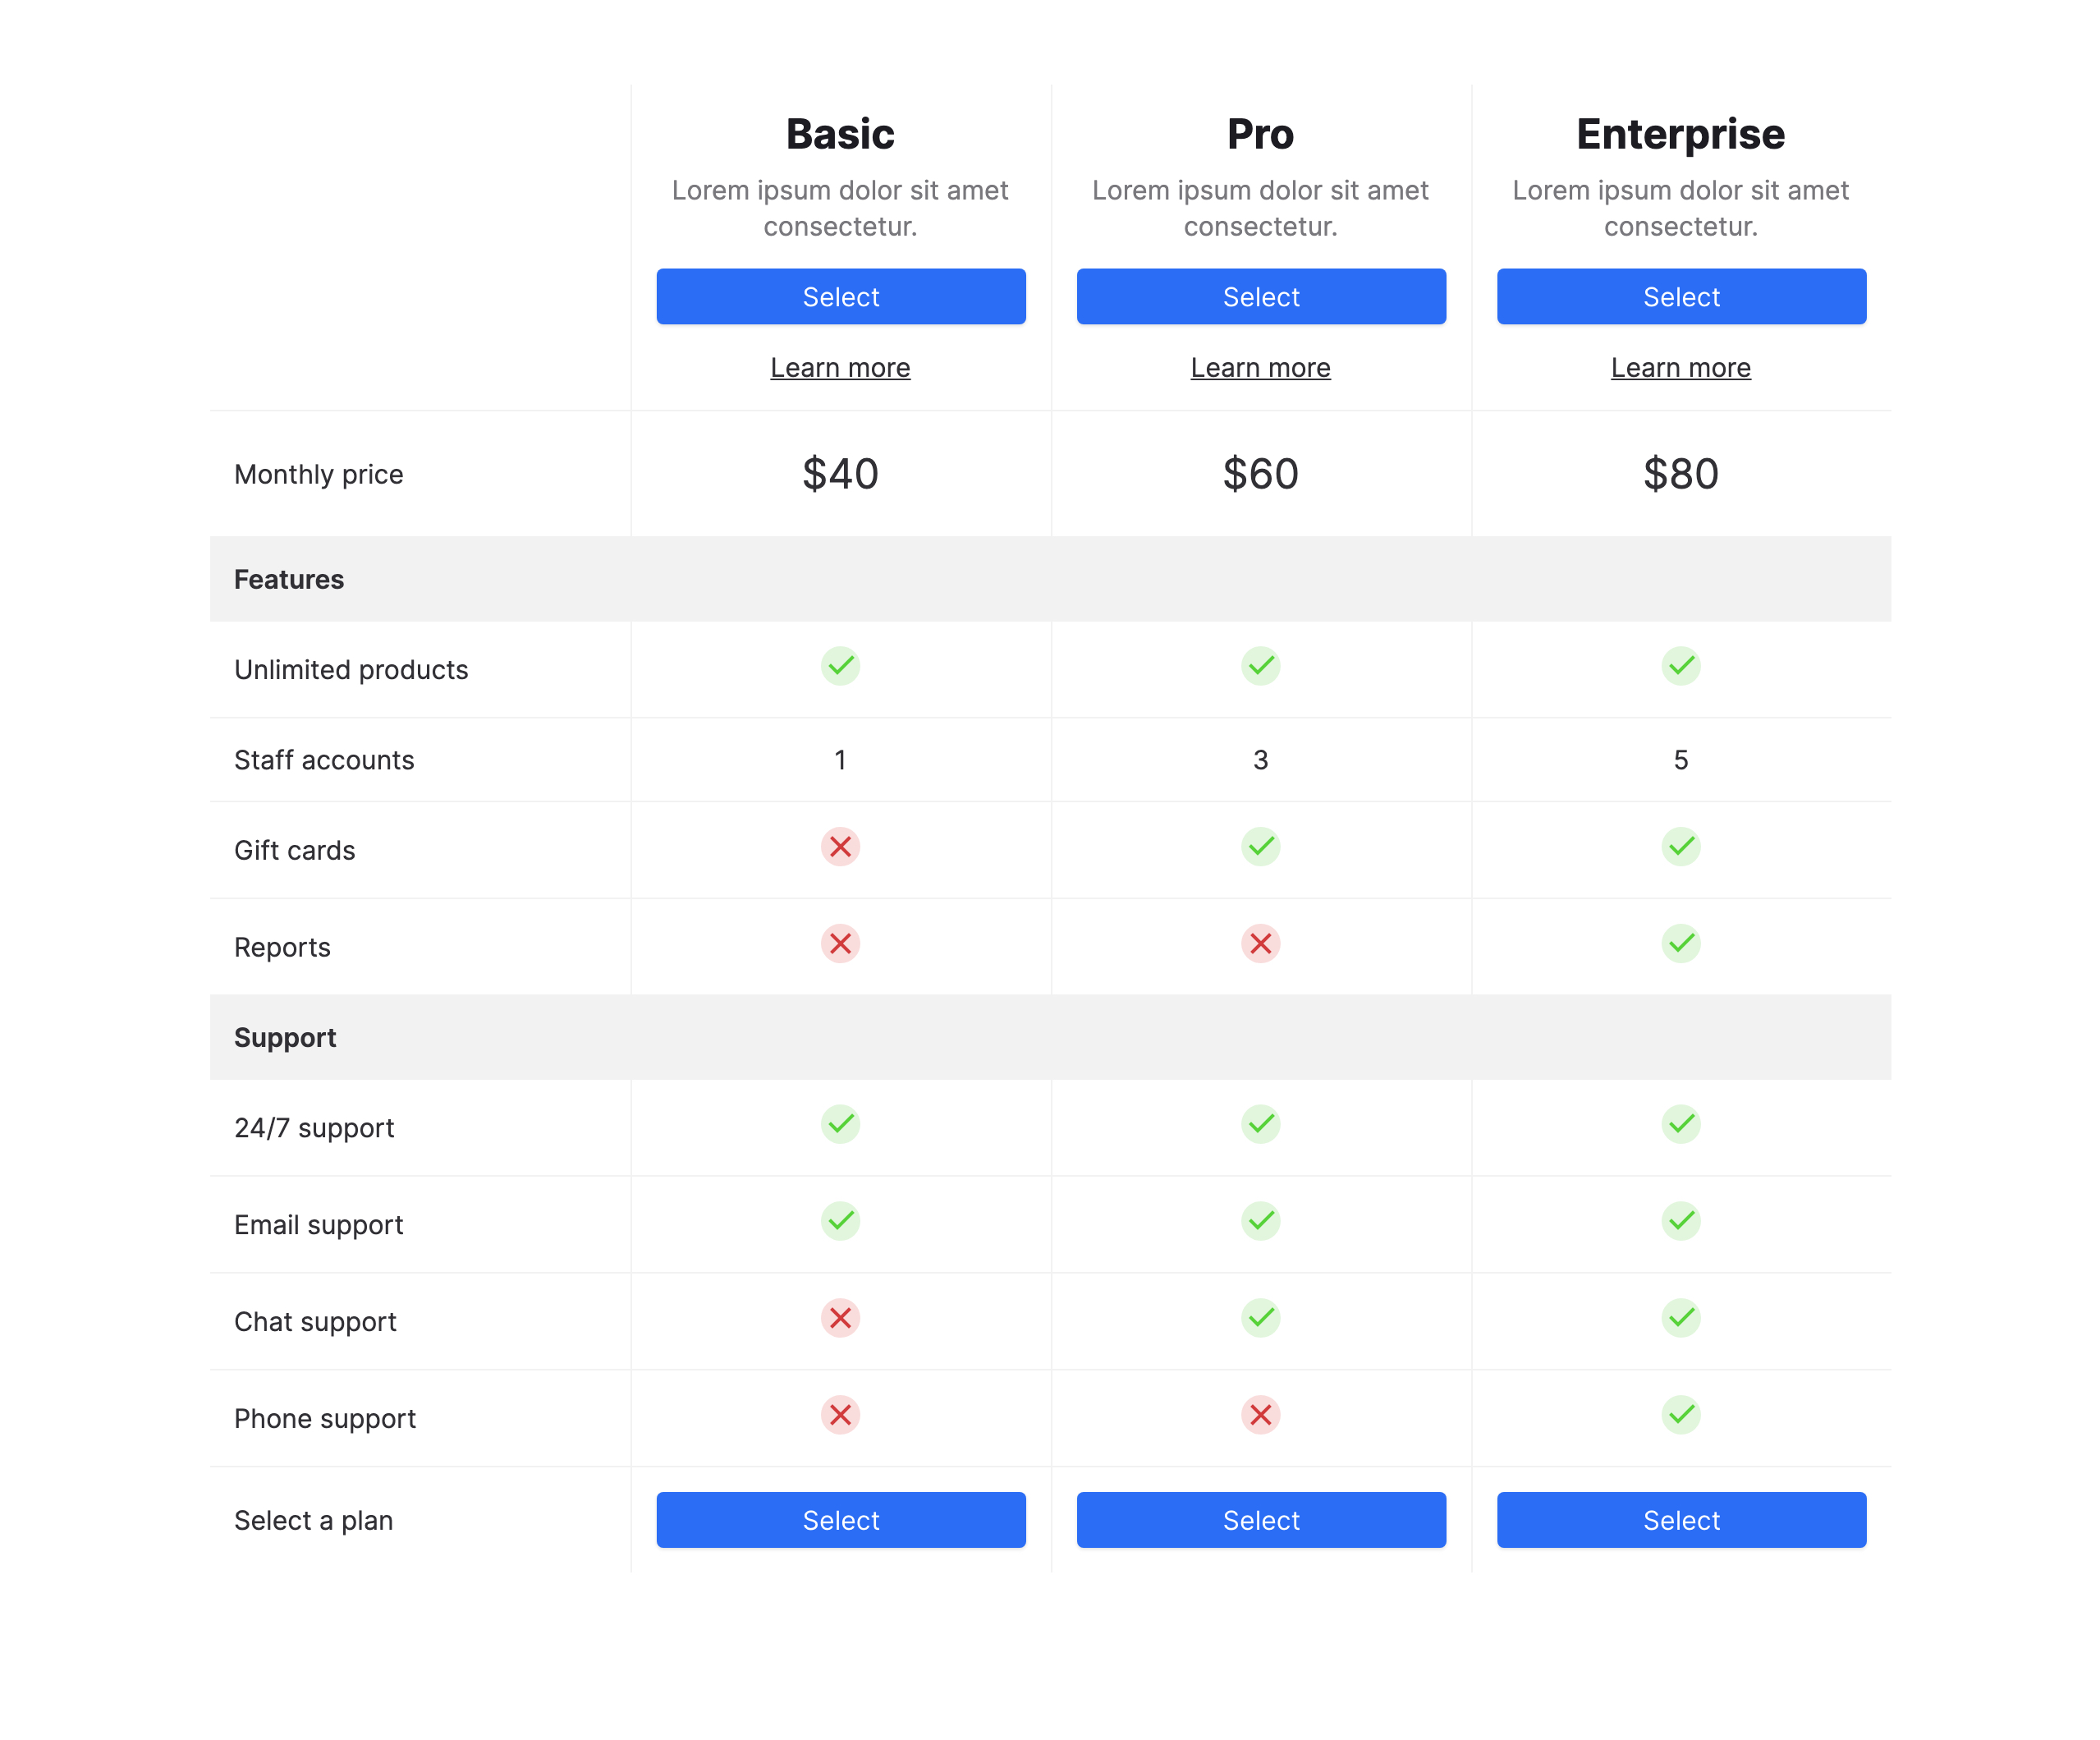 Basic
Pro
Enterprise
Lorem ipsum dolor sit amet
consectetur.
Lorem ipsum dolor sit amet
consectetur.
Lorem ipsum dolor sit amet
consectetur.
Select
Select
Select
Learn more
Learn more
Learn more
Monthly price
$40
$60
$80
Features
Unlimited products
Staff accounts
1
3
5
Gift cards
Reports
Support
24/7 support
Email support
Chat support
Phone support
Select a plan
Select
Select
Select